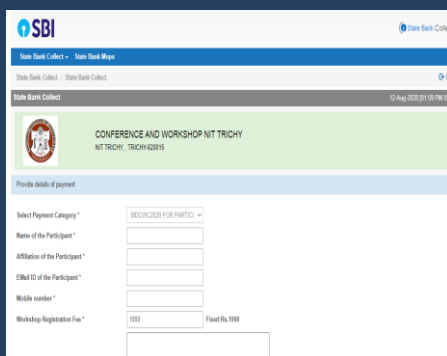 SBI
State Bank Colle
State Bank Collect State Bank Mops
State Bank Collect / State Bank Collect
State Bank Collect
12-Aug-2020 [01:59 PM
CONFERENCE AND WORKSHOP NIT TRICHY
NIT TRICHY, , TRICHY-620015
Provide details of payment
Select Payment Category *
MDCWC2020 FOR PARTICI
Name of the Participant *
Affiliation of the Participant *
EMail ID of the Participant *
Mobile number *
Workshop Registration Fee *
1000
Fixed:Rs.1000